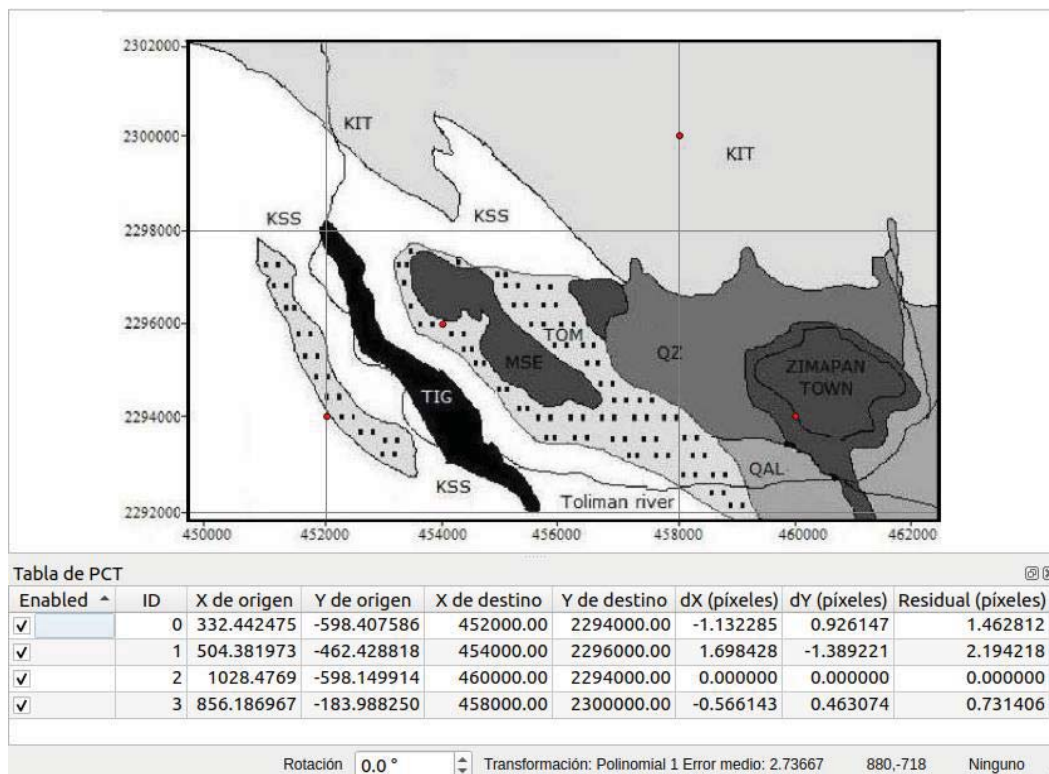 2302000
2300000
2298000
2296000
2294000
2292000
KIT
KIT
KSS
KSS
TOM
MSE
QZ
ZIMAPAN
TOWN
TIG
QAL
KSS
Toliman river
450000 452000 454000 456000 458000 460000 462000
Tabla de PCT
Enabled ID X de origen Y de origen X de destino Y de destino dX (píxeles) dY (píxeles) Residual (píxeles)
0 332.442475 -598.407586 452000.00 2294000.00 -1.132285 0.926147 1.462812
1 504.381973 -462.428818 454000.00 2296000.00 1.698428 -1.389221 2.194218
2 1028.4769 -598.149914 460000.00 2294000.00 0.000000 0.000000 0.000000
3 856.186967 -183.988250 458000.00 2300000.00 -0.566143 0.463074 0.731406
Rotación 0.0 ° Transformación: Polinomial 1 Error medio: 2.73667 880,-718 Ninguno